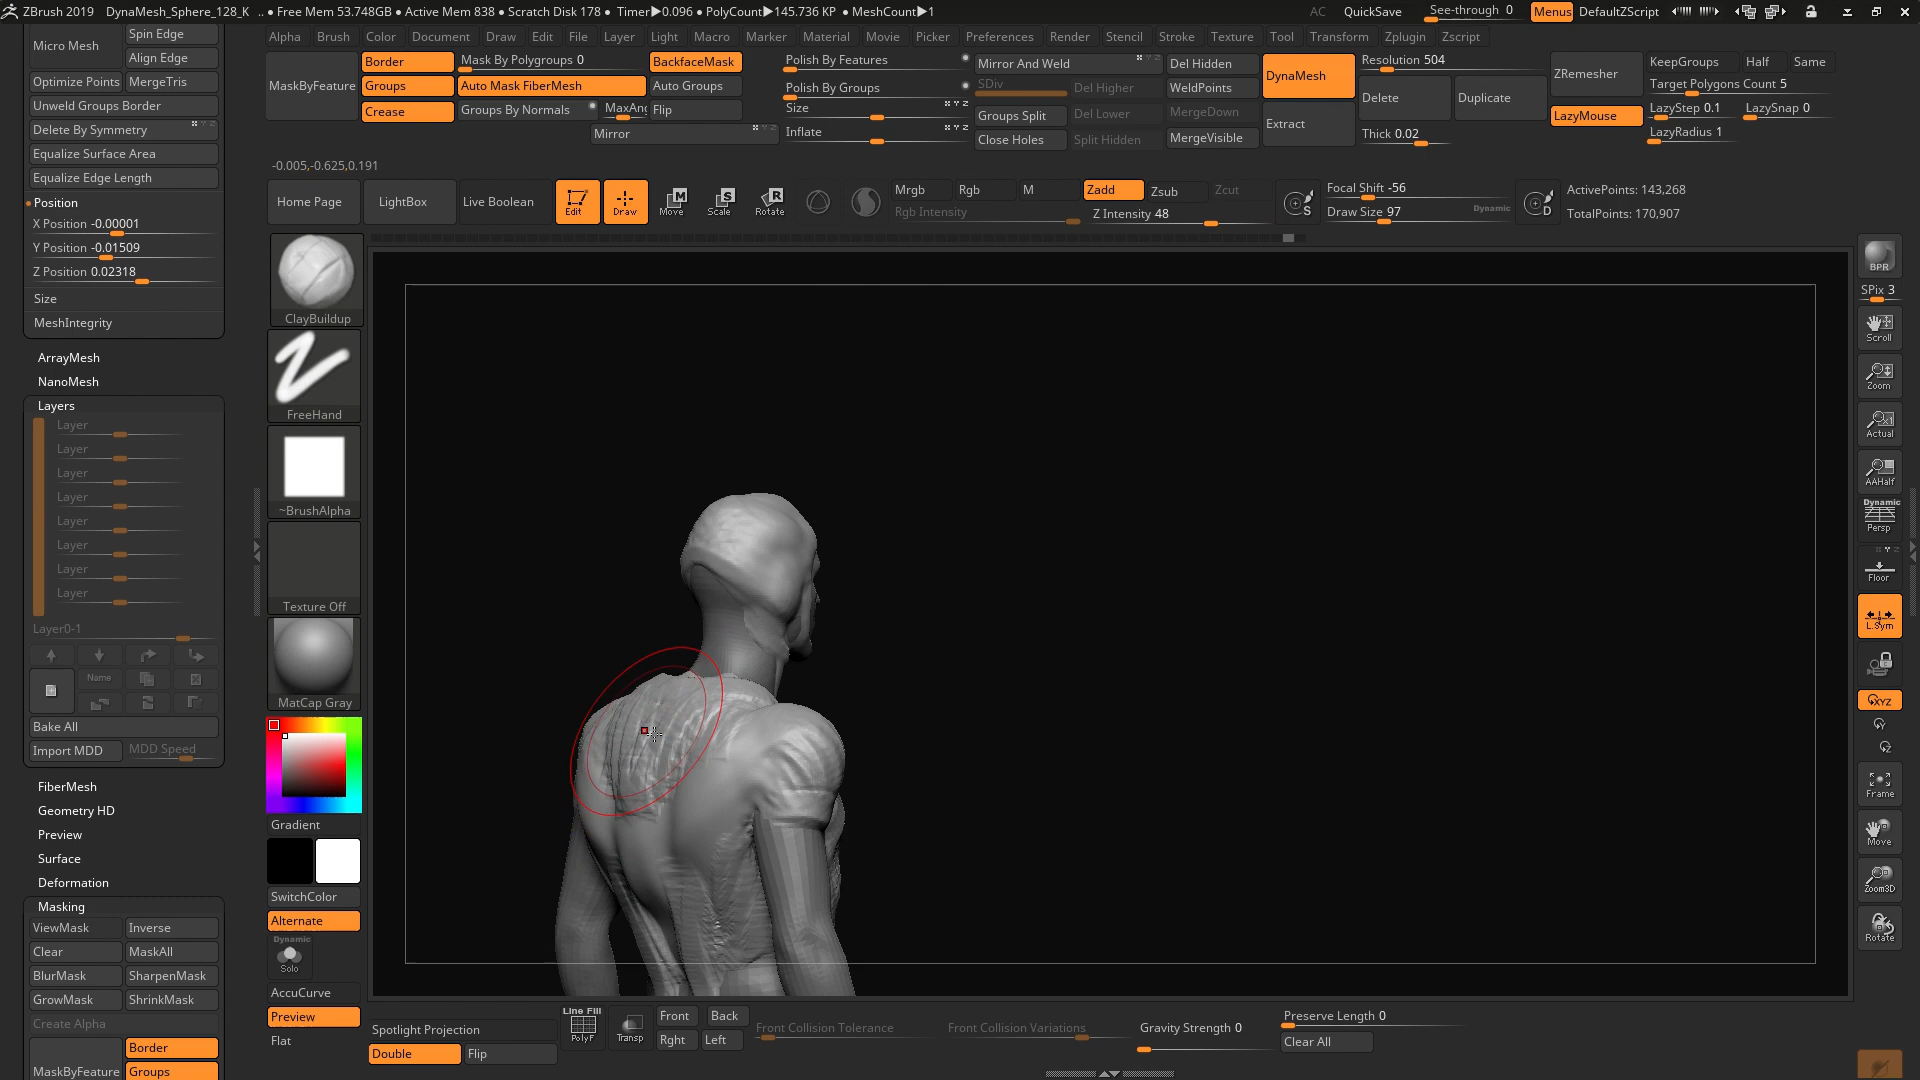 ZBrush 2019 DynaMesh_Sphere_128_K .. • Free Mem 53.748GB • Active Mem 838 • Scratch Disk 178 • Timer▶0.096 • PolyCount▶145.736 KP • MeshCount▶1 AC QuickSave See-through 0 Menus DefaultZScript
Alpha Brush Color Document Draw Edit File Layer Light Macro Marker Material Movie Picker Preferences Render Stencil Stroke Texture Tool Transform Zplugin Zscript
Micro Mesh
Spin Edge
Align Edge
Optimize Points MergeTris
Unweld Groups Border
Delete By Symmetry
Equalize Surface Area
Equalize Edge Length
Position
X Position -0.00001
Y Position -0.01509
Z Position 0.02318
Size
MeshIntegrity
ArrayMesh
NanoMesh
Layers
Layer
Layer
Layer
Layer
Layer
Layer
Layer
Layer
Layer0-1
Name
Bake All
Import MDD MDD Speed
FiberMesh
Geometry HD
Preview
Surface
Deformation
Masking
ViewMask Inverse
Clear MaskAll
BlurMask SharpenMask
GrowMask ShrinkMask
Create Alpha
MaskByFeature
Border
Groups
MaskByFeature
Border
Groups
Crease
Mask By Polygroups 0
BackfaceMask
Auto Mask FiberMesh
Auto Groups
Groups By Normals
MaxAn
Flip
Mirror
Polish By Features
Polish By Groups
Size
Inflate
Mirror And Weld
SDiv
Groups Split
Close Holes
Del Higher
Del Lower
Split Hidden
Del Hidden
WeldPoints
MergeDown
MergeVisible
DynaMesh
Extract
Resolution 504
Delete
Duplicate
Thick 0.02
ZRemesher
LazyMouse
KeepGroups Half Same
Target Polygons Count 5
LazyStep 0.1 LazySnap 0
LazyRadius 1
-0.005,-0.625,0.191
Home Page
LightBox
Live Boolean
Edit
Draw
Move
Scale
Rotate
Mrgb Rgb M
Rgb Intensity
Zadd Zsub Zcut
Z Intensity 48
S
Focal Shift -56
Draw Size 97
Dynamic
D
ActivePoints: 143,268
TotalPoints: 170,907
ClayBuildup
FreeHand
~BrushAlpha
Texture Off
MatCap Gray
Gradient
SwitchColor
Alternate
Dynamic
Solo
AccuCurve
Preview
Flat
BPR
SPix 3
Scroll
Zoom
Actual
AAHalf
Dynamic
Persp
Floor
L.Sym
XYZ
Frame
Move
Zoom3D
Rotate
Spotlight Projection
Double Flip
Line Fill
PolyF
Transp
Front Back
Rght Left
Front Collision Tolerance
Front Collision Variations
Gravity Strength 0
Preserve Length 0
Clear All